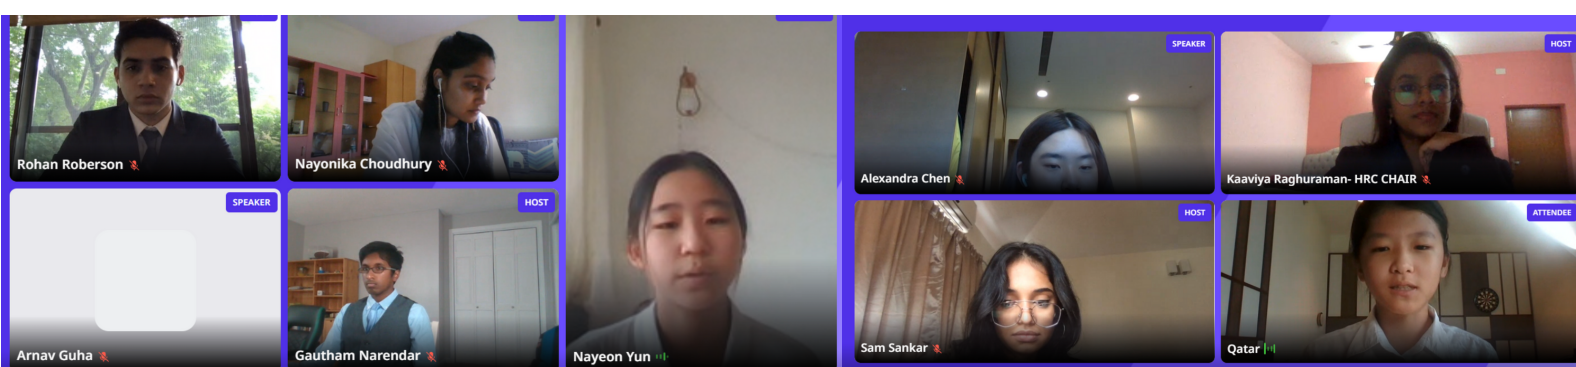 Rohan Roberson
Nayonika Choudhury
SPEAKER
Arnav Guha
HOST
Gautham Narendar
Nayeon Yun
SPEAKER
Alexandra Chen
HOST
Kaaviya Raghuraman- HRC CHAIR
HOST
Sam Sankar
ATTENDEE
Qatar